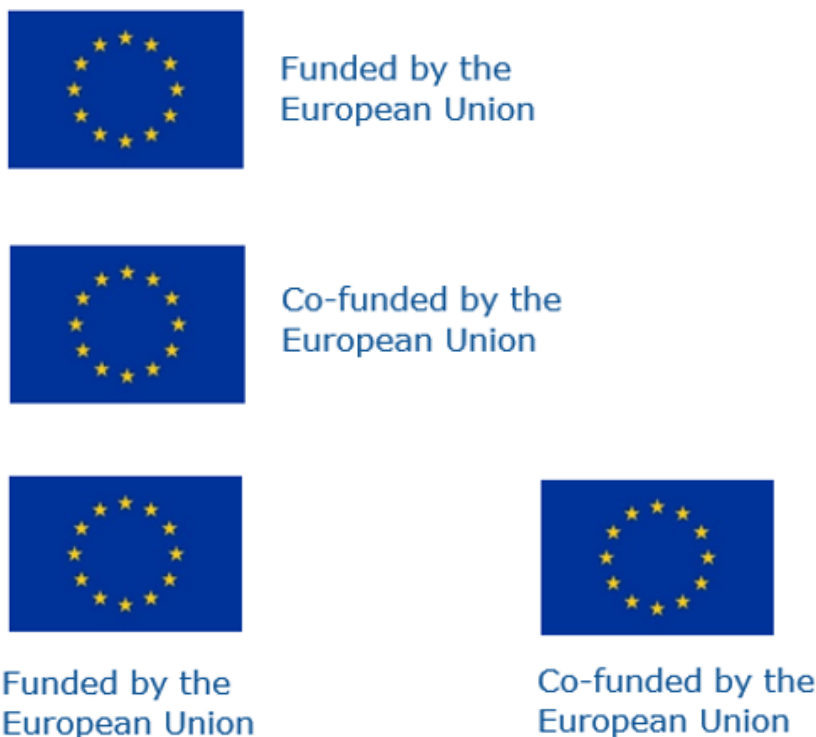 Funded by the
European Union
Co-funded by the
European Union
Funded by the
European Union
Co-funded by the
European Union